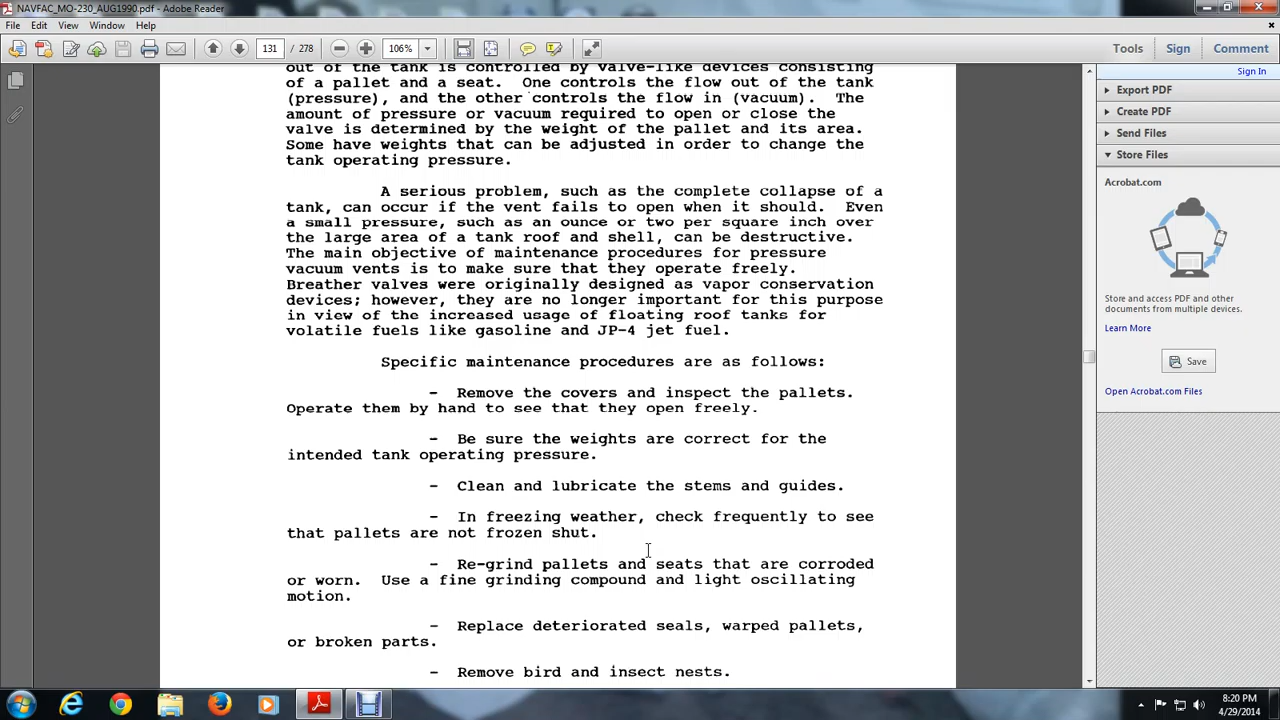 NAVFAC_MO-230_AUG1990.pdf - Adobe Reader
File Edit View Window Help
131 / 278 106% Tools Sign Comment
Sign In
Export PDF
Create PDF
Send Files
Store Files
Acrobat.com
Store and access PDF and other
documents from multiple devices.
Learn More
Save
Open Acrobat.com Files
out of the tank is controlled by valve-like devices consisting
of a pallet and a seat. One controls the flow out of the tank
(pressure), and the other controls the flow in (vacuum). The
amount of pressure or vacuum required to open or close the
valve is determined by the weight of the pallet and its area.
Some have weights that can be adjusted in order to change the
tank operating pressure.
A serious problem, such as the complete collapse of a
tank, can occur if the vent fails to open when it should. Even
a small pressure, such as an ounce or two per square inch over
the large area of a tank roof and shell, can be destructive.
The main objective of maintenance procedures for pressure
vacuum vents is to make sure that they operate freely.
Breather valves were originally designed as vapor conservation
devices; however, they are no longer important for this purpose
in view of the increased usage of floating roof tanks for
volatile fuels like gasoline and JP-4 jet fuel.
Specific maintenance procedures are as follows:
- Remove the covers and inspect the pallets.
Operate them by hand to see that they open freely.
- Be sure the weights are correct for the
intended tank operating pressure.
- Clean and lubricate the stems and guides.
- In freezing weather, check frequently to see
that pallets are not frozen shut.
- Re-grind pallets and seats that are corroded
or worn. Use a fine grinding compound and light oscillating
motion.
- Replace deteriorated seals, warped pallets,
or broken parts.
- Remove bird and insect nests.
8:20 PM
4/29/2014